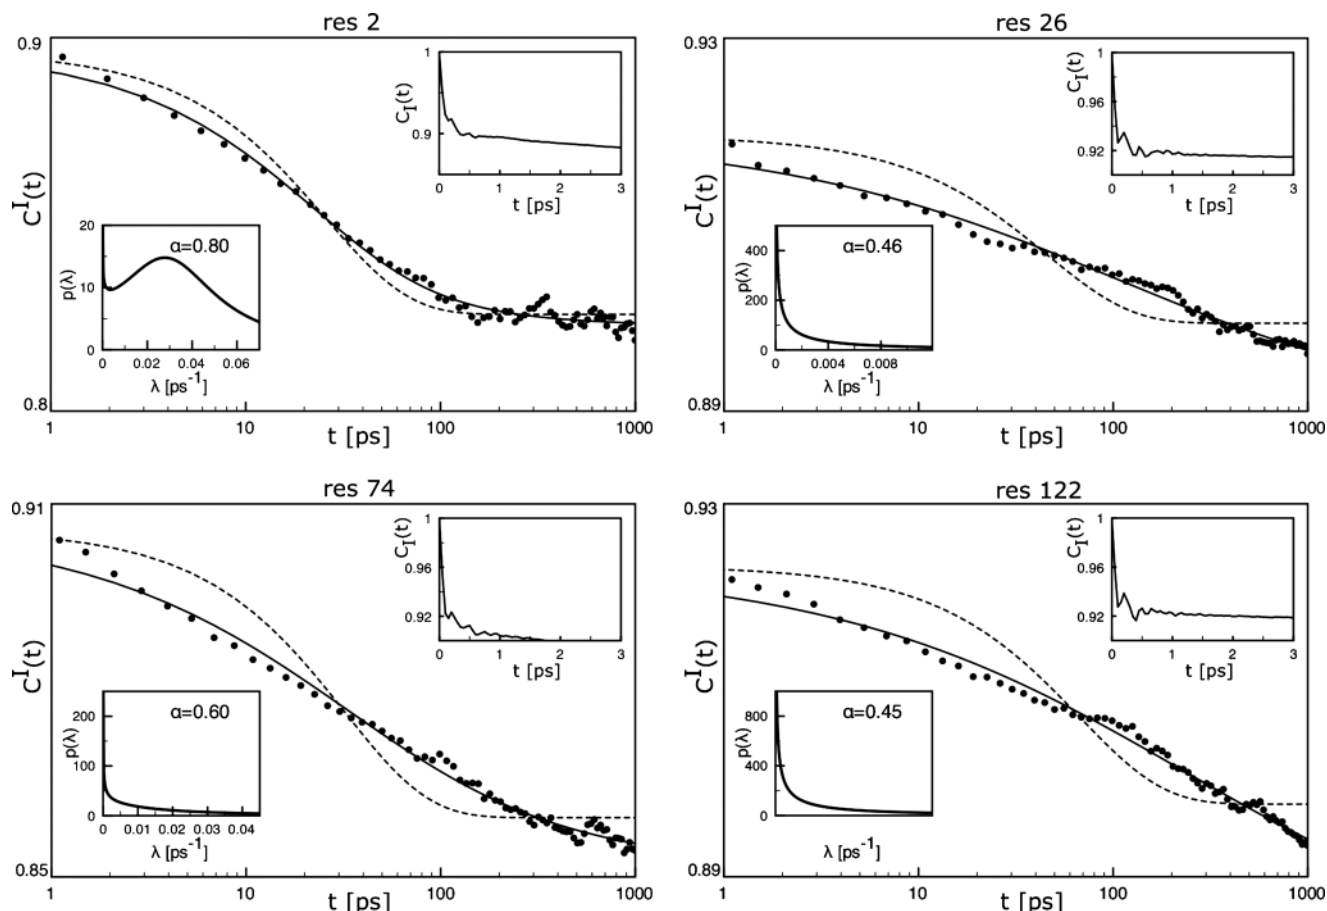 res 2
0.9
C^I(t)
0.8
1
10
100
1000
t [ps]
1
0.9
C_I(t)
0
1
2
3
t [ps]
α=0.80
20
10
0
p(λ)
0
0.02
0.04
0.06
λ [ps^-1]
res 26
0.93
C^I(t)
0.89
1
10
100
1000
t [ps]
1
0.96
0.92
C_I(t)
0
1
2
3
t [ps]
α=0.46
400
200
0
p(λ)
0
0.004
0.008
λ [ps^-1]
res 74
0.91
C^I(t)
0.85
1
10
100
1000
t [ps]
1
0.96
0.92
C_I(t)
0
1
2
3
t [ps]
α=0.60
200
100
0
p(λ)
0
0.01
0.02
0.03
0.04
λ [ps^-1]
res 122
0.93
C^I(t)
0.89
1
10
100
1000
t [ps]
1
0.96
0.92
C_I(t)
0
1
2
3
t [ps]
α=0.45
800
400
0
p(λ)
λ [ps^-1]